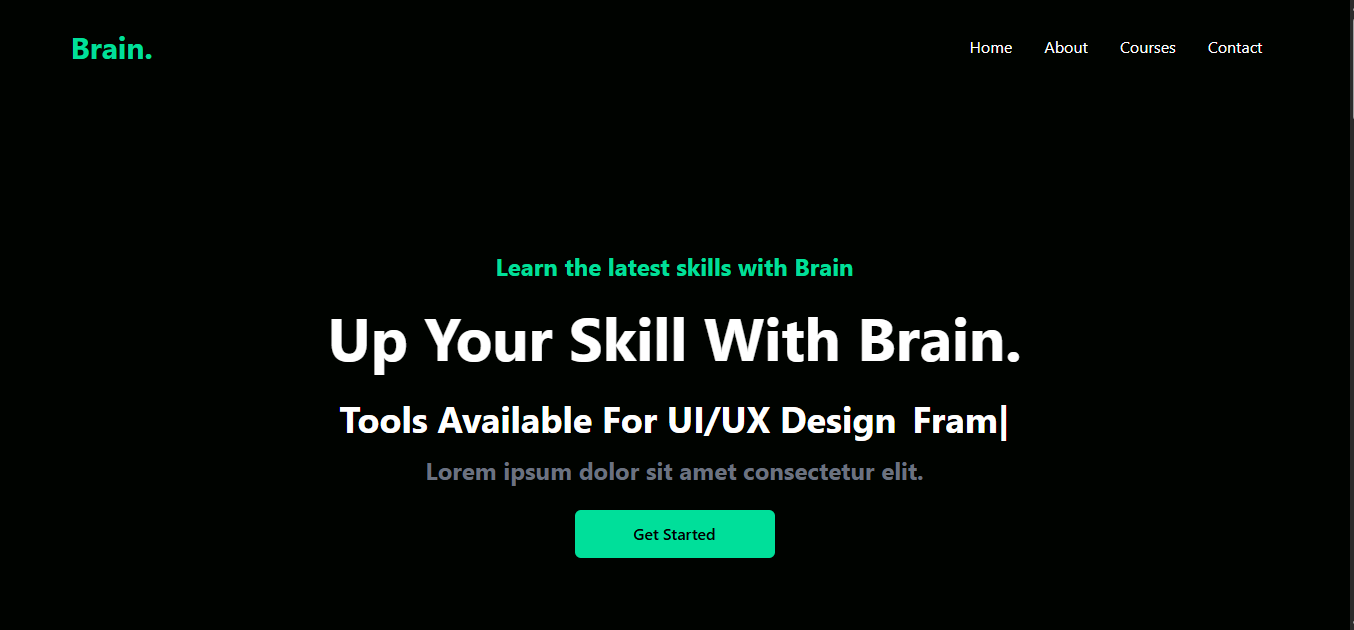 Brain.
Home About Courses Contact
Learn the latest skills with Brain
Up Your Skill With Brain.
Tools Available For UI/UX Design Fram|
Lorem ipsum dolor sit amet consectetur elit.
Get Started